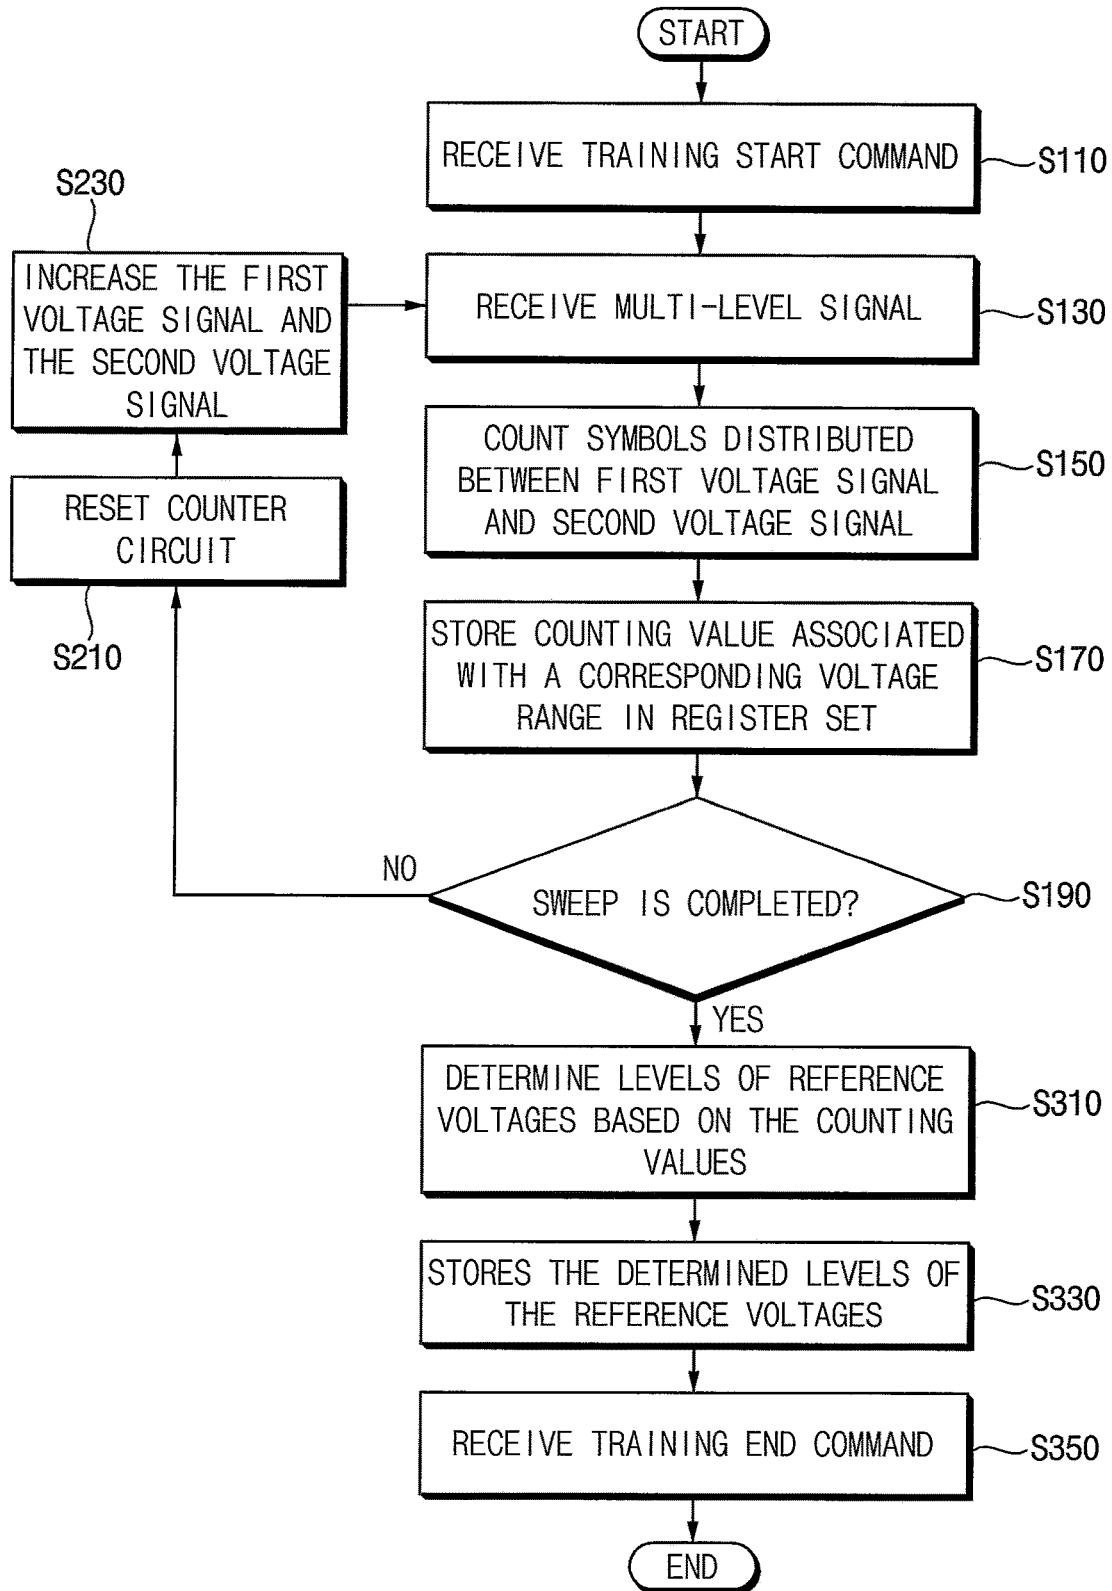 START
RECEIVE TRAINING START COMMAND
S110
S230
INCREASE THE FIRST
VOLTAGE SIGNAL AND
THE SECOND VOLTAGE
SIGNAL
RECEIVE MULTI-LEVEL SIGNAL
S130
COUNT SYMBOLS DISTRIBUTED
BETWEEN FIRST VOLTAGE SIGNAL
AND SECOND VOLTAGE SIGNAL
S150
RESET COUNTER
CIRCUIT
S210
STORE COUNTING VALUE ASSOCIATED
WITH A CORRESPONDING VOLTAGE
RANGE IN REGISTER SET
S170
NO
SWEEP IS COMPLETED?
S190
YES
DETERMINE LEVELS OF REFERENCE
VOLTAGES BASED ON THE COUNTING
VALUES
S310
STORES THE DETERMINED LEVELS OF
THE REFERENCE VOLTAGES
S330
RECEIVE TRAINING END COMMAND
S350
END